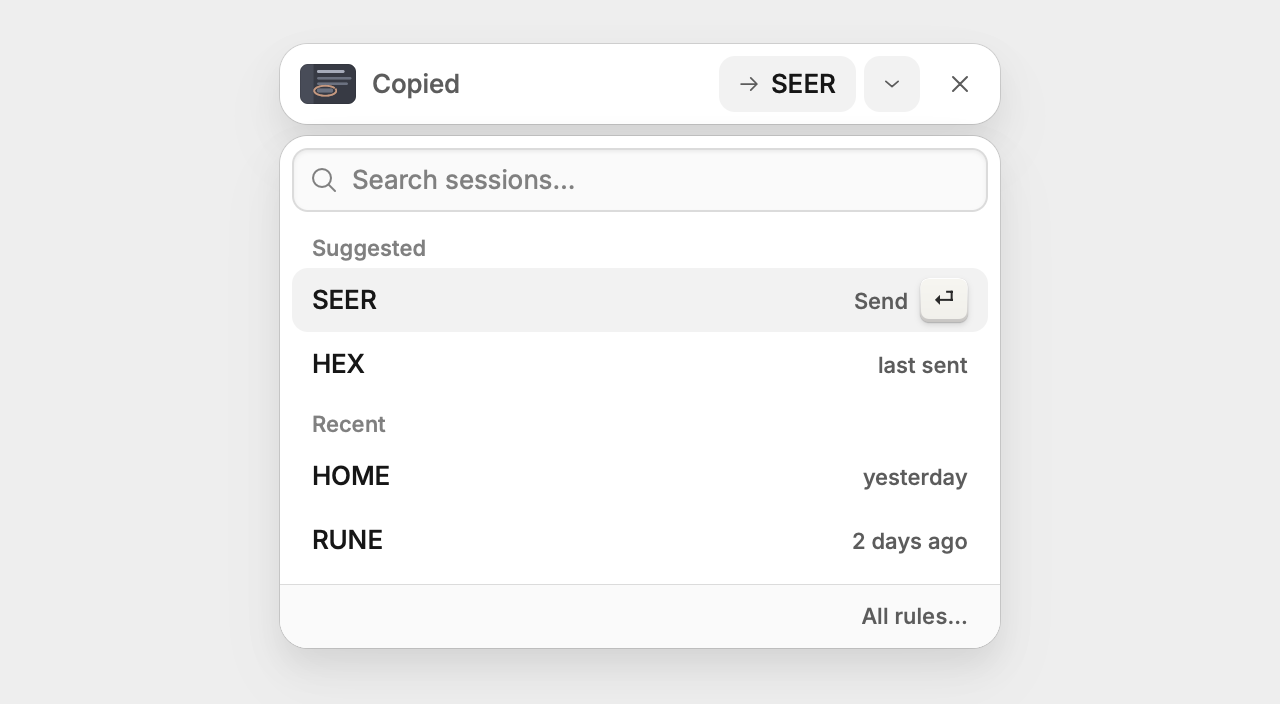 Copied
→ SEER
Search sessions...
Suggested
SEER Send
HEX last sent
Recent
HOME yesterday
RUNE 2 days ago
All rules...